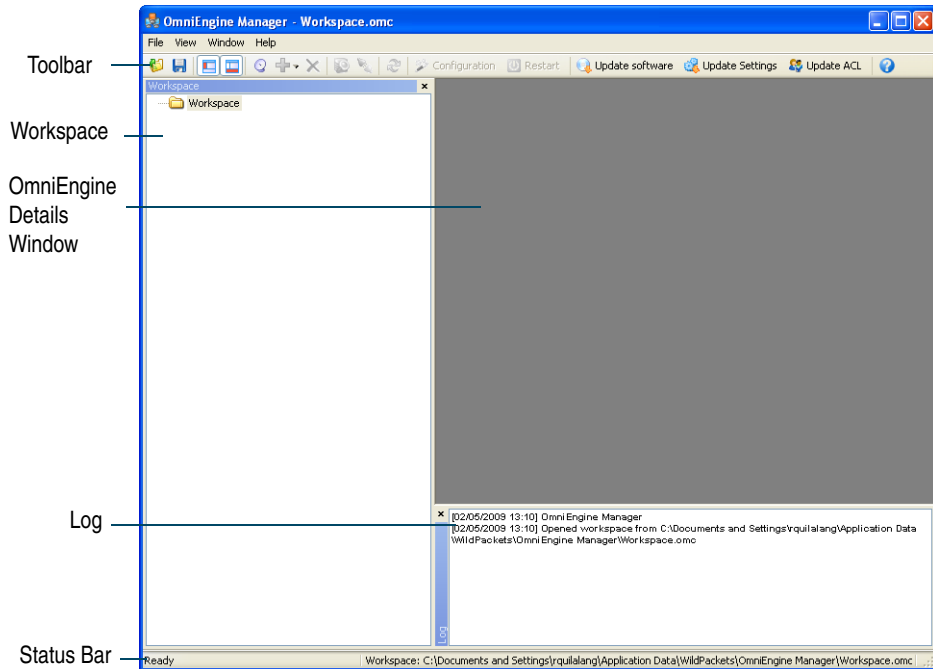 OmniEngine Manager - Workspace.omc
File View Window Help
Toolbar
Configuration Restart Update software Update Settings Update ACL
Workspace
Workspace
Workspace
OmniEngine
Details
Window
Log
[02/05/2009 13:10] OmniEngine Manager
[02/05/2009 13:10] Opened workspace from C:\Documents and Settings\rquilalang\Application Data
\WildPackets\OmniEngine Manager\Workspace.omc
Log
Status Bar
Ready
Workspace: C:\Documents and Settings\rquilalang\Application Data\WildPackets\OmniEngine Manager\Workspace.omc